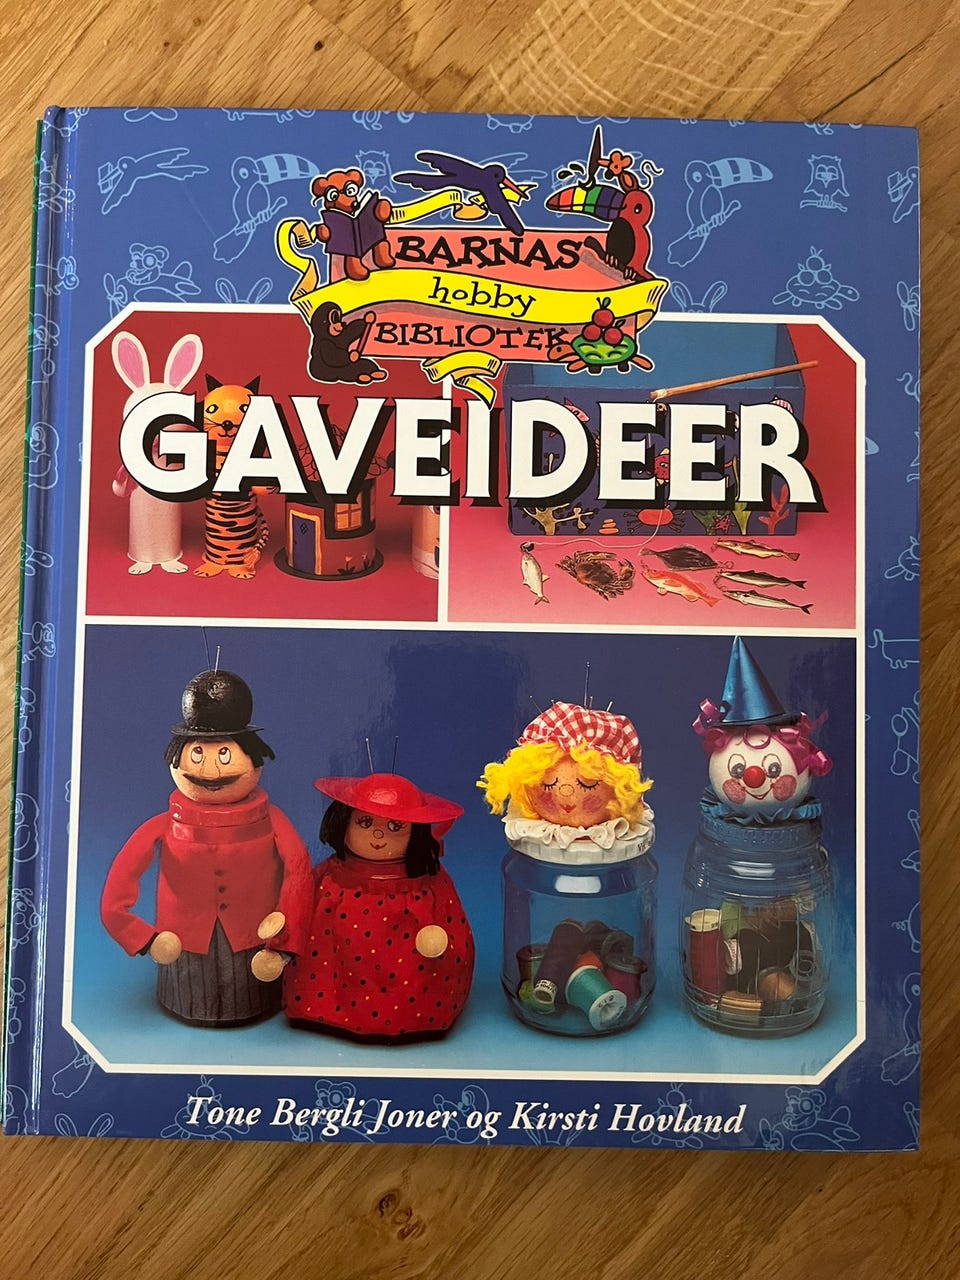 BARNAS
hobby
BIBLIOTEK
GAVEIDEER
Tone Bergli Joner og Kirsti Hovland